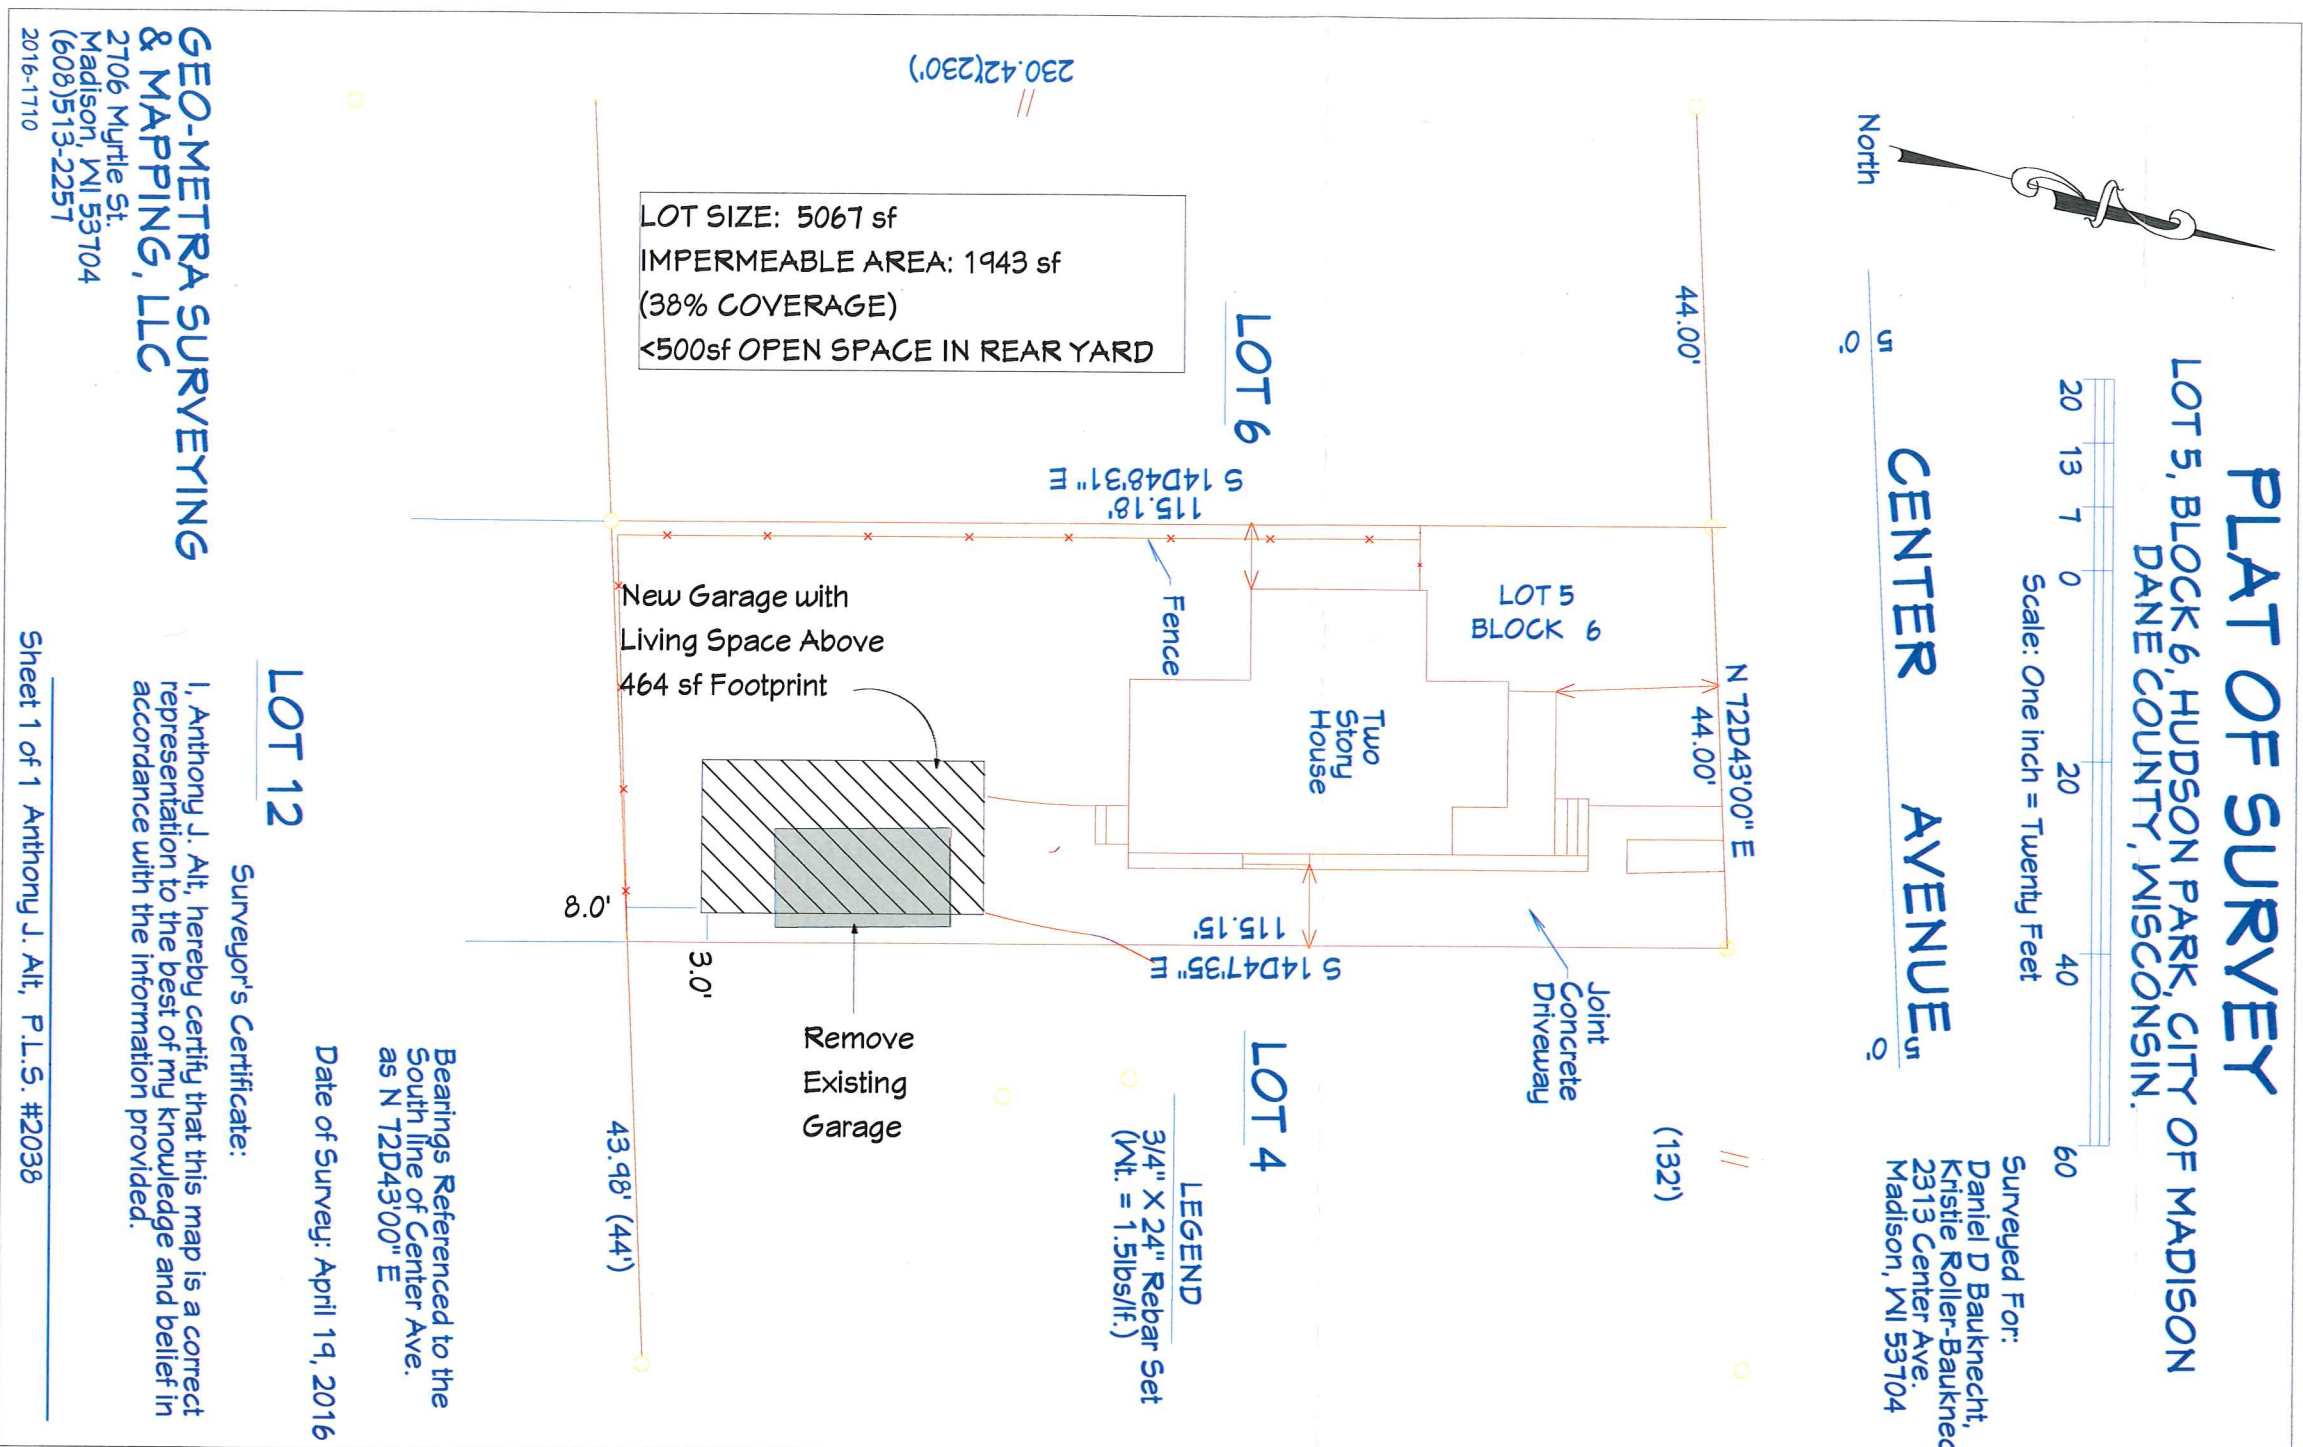 PLAT OF SURVEY
LOT 5, BLOCK 6, HUDSON PARK, CITY OF MADISON
DANE COUNTY, WISCONSIN.
20 13 7 0 20 40 60
Scale: One inch = Twenty Feet
Surveyed For:
Daniel D Bauknecht,
Kristie Roller-Baukne
2313 Center Ave.
Madison, WI 53704
North
50'
CENTER AVENUE
50'
44.00'
N 72D43'00" E
44.00'
(132')
LOT 5
BLOCK 6
Two
Story
House
Joint
Concrete
Driveway
LOT 6
LOT 4
Fence
S 14D48'31" E
115.18'
115.15'
S 14D47'35" E
230.42'(230')
LOT SIZE: 5067 sf
IMPERMEABLE AREA: 1943 sf
(38% COVERAGE)
<500sf OPEN SPACE IN REAR YARD
New Garage with
Living Space Above
464 sf Footprint
8.0'
3.0'
Remove
Existing
Garage
LEGEND
3/4" X 24" Rebar Set
(Wt. = 1.5lbs/lf.)
43.98' (44')
Bearings Referenced to the
South line of Center Ave.
as N 72D43'00" E
Date of Survey: April 19, 2016
LOT 12
Surveyor's Certificate:
I, Anthony J. Alt, hereby certify that this map is a correct
representation to the best of my knowledge and belief in
accordance with the information provided.
GEO-METRA SURVEYING
& MAPPING, LLC
2706 Myrtle St.
Madison, WI 53704
(608)513-2257
2016-1710
Sheet 1 of 1 Anthony J. Alt, P.L.S. #2038